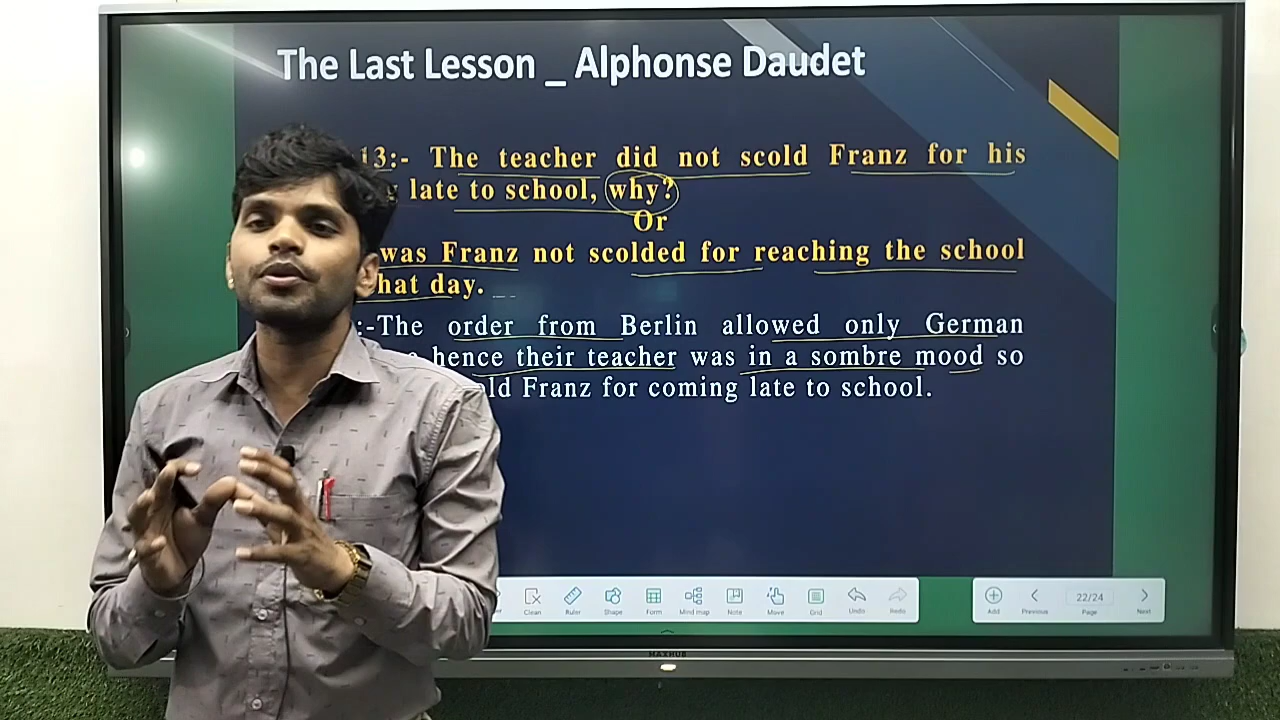 The Last Lesson _ Alphonse Daudet
13:- The teacher did not scold Franz for his
late to school, why?
Or
was Franz not scolded for reaching the school
hat day.
:-The order from Berlin allowed only German
hence their teacher was in a sombre mood so
ld Franz for coming late to school.
Clean Ruler Shape Form Mind map Note Move Grid Undo Redo
Add Previous 22/24 Page Next
MAXHUB